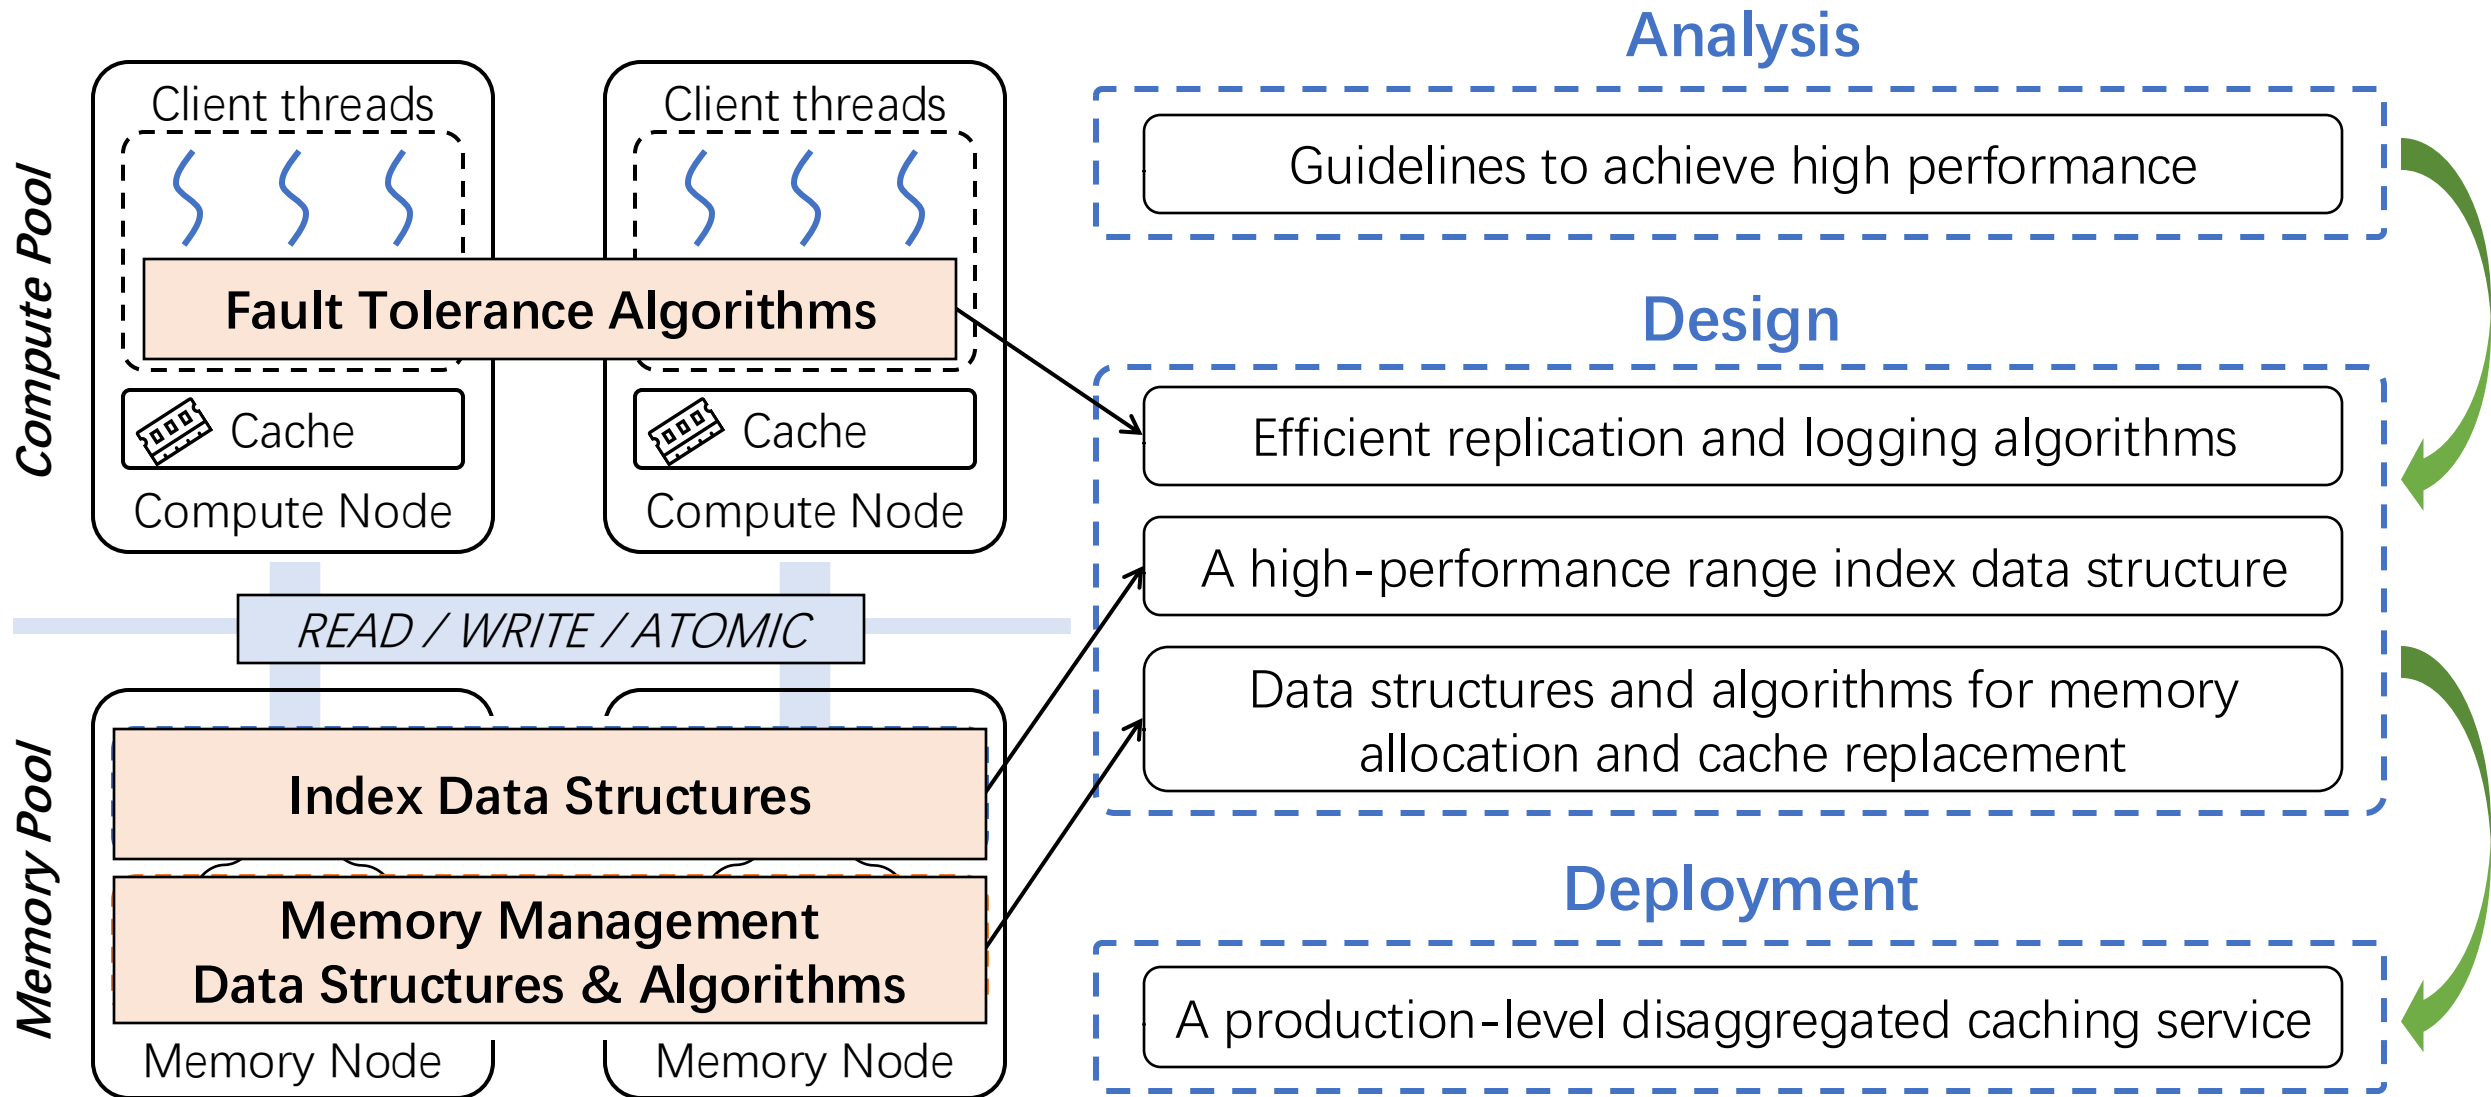 Compute Pool
Client threads
Client threads
Fault Tolerance Algorithms
Cache
Cache
Compute Node
Compute Node
READ / WRITE / ATOMIC
Memory Pool
Index Data Structures
Memory Management
Data Structures & Algorithms
Memory Node
Memory Node
Analysis
Guidelines to achieve high performance
Design
Efficient replication and logging algorithms
A high-performance range index data structure
Data structures and algorithms for memory
allocation and cache replacement
Deployment
A production-level disaggregated caching service